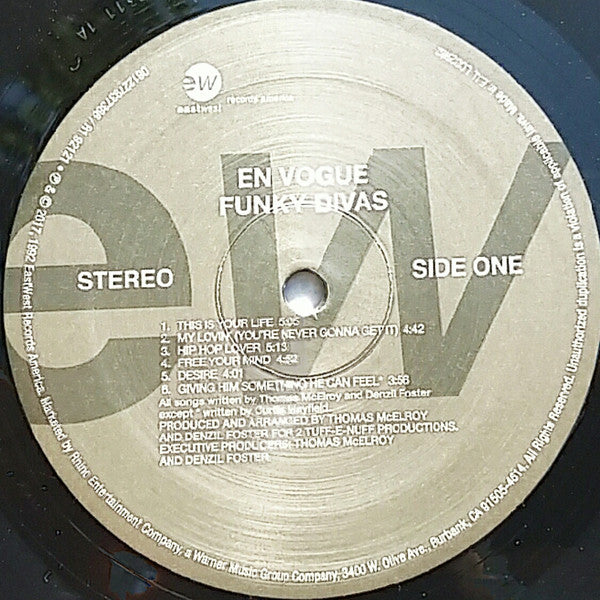 ew
eastwest
records america
EN VOGUE
FUNKY DIVAS
STEREO
SIDE ONE
1. THIS IS YOUR LIFE 5:05
2. MY LOVIN' (YOU'RE NEVER GONNA GET IT) 4:42
3. HIP HOP LOVER 5:13
4. FREE YOUR MIND 4:52
5. DESIRE 4:01
6. GIVING HIM SOMETHING HE CAN FEEL* 3:56
All songs written by Thomas McElroy and Denzil Foster
except * written by Curtis Mayfield.
PRODUCED AND ARRANGED BY THOMAS McELROY
AND DENZIL FOSTER FOR 2 TUFF-E-NUFF PRODUCTIONS.
EXECUTIVE PRODUCERS: THOMAS McELROY
AND DENZIL FOSTER.
ew
R1 92121 • ℗ & © 2017, 1992 EastWest Records America. Marketed by Rhino Entertainment Company, a Warner Music Group Company, 3400 W. Olive Ave., Burbank, CA 91505-4614. All Rights Reserved. Unauthorized duplication is a violation of applicable laws. Made in